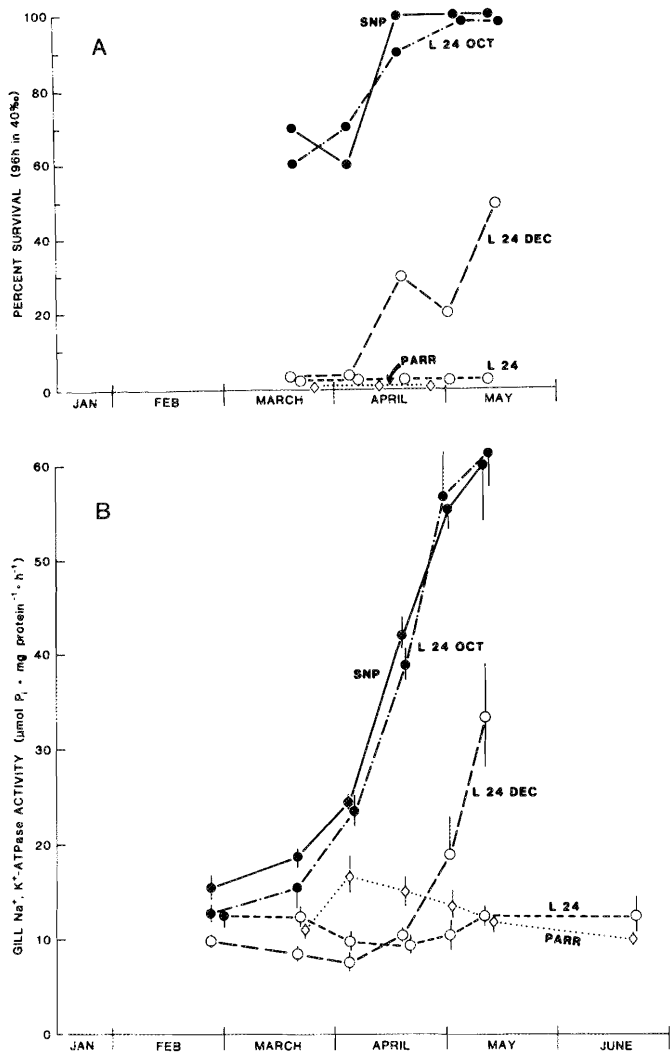 A
PERCENT SURVIVAL (96h in 40‰)
100
80
60
40
20
0
SNP
L 24 OCT
L 24 DEC
PARR
L 24
JAN FEB MARCH APRIL MAY
B
GILL Na⁺, K⁺-ATPase ACTIVITY (μmol Pᵢ • mg protein⁻¹ • h⁻¹)
60
50
40
30
20
10
0
L 24 OCT
SNP
L 24 DEC
L 24
PARR
JAN FEB MARCH APRIL MAY JUNE